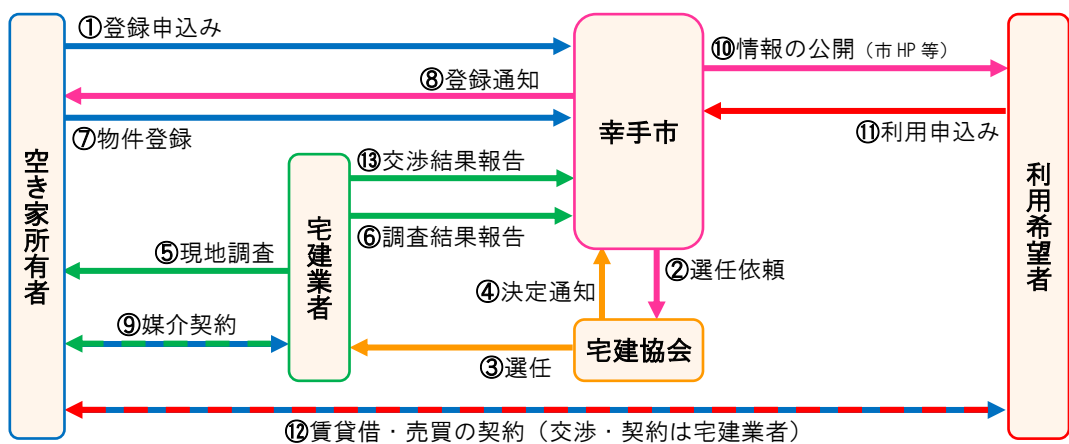 ①登録申込み
⑩情報の公開（市HP等）
⑧登録通知
⑦物件登録
⑪利用申込み
幸手市
空き家所有者
宅建業者
⑬交渉結果報告
⑥調査結果報告
利用希望者
⑤現地調査
②選任依頼
④決定通知
⑨媒介契約
宅建協会
③選任
⑫賃貸借・売買の契約（交渉・契約は宅建業者）